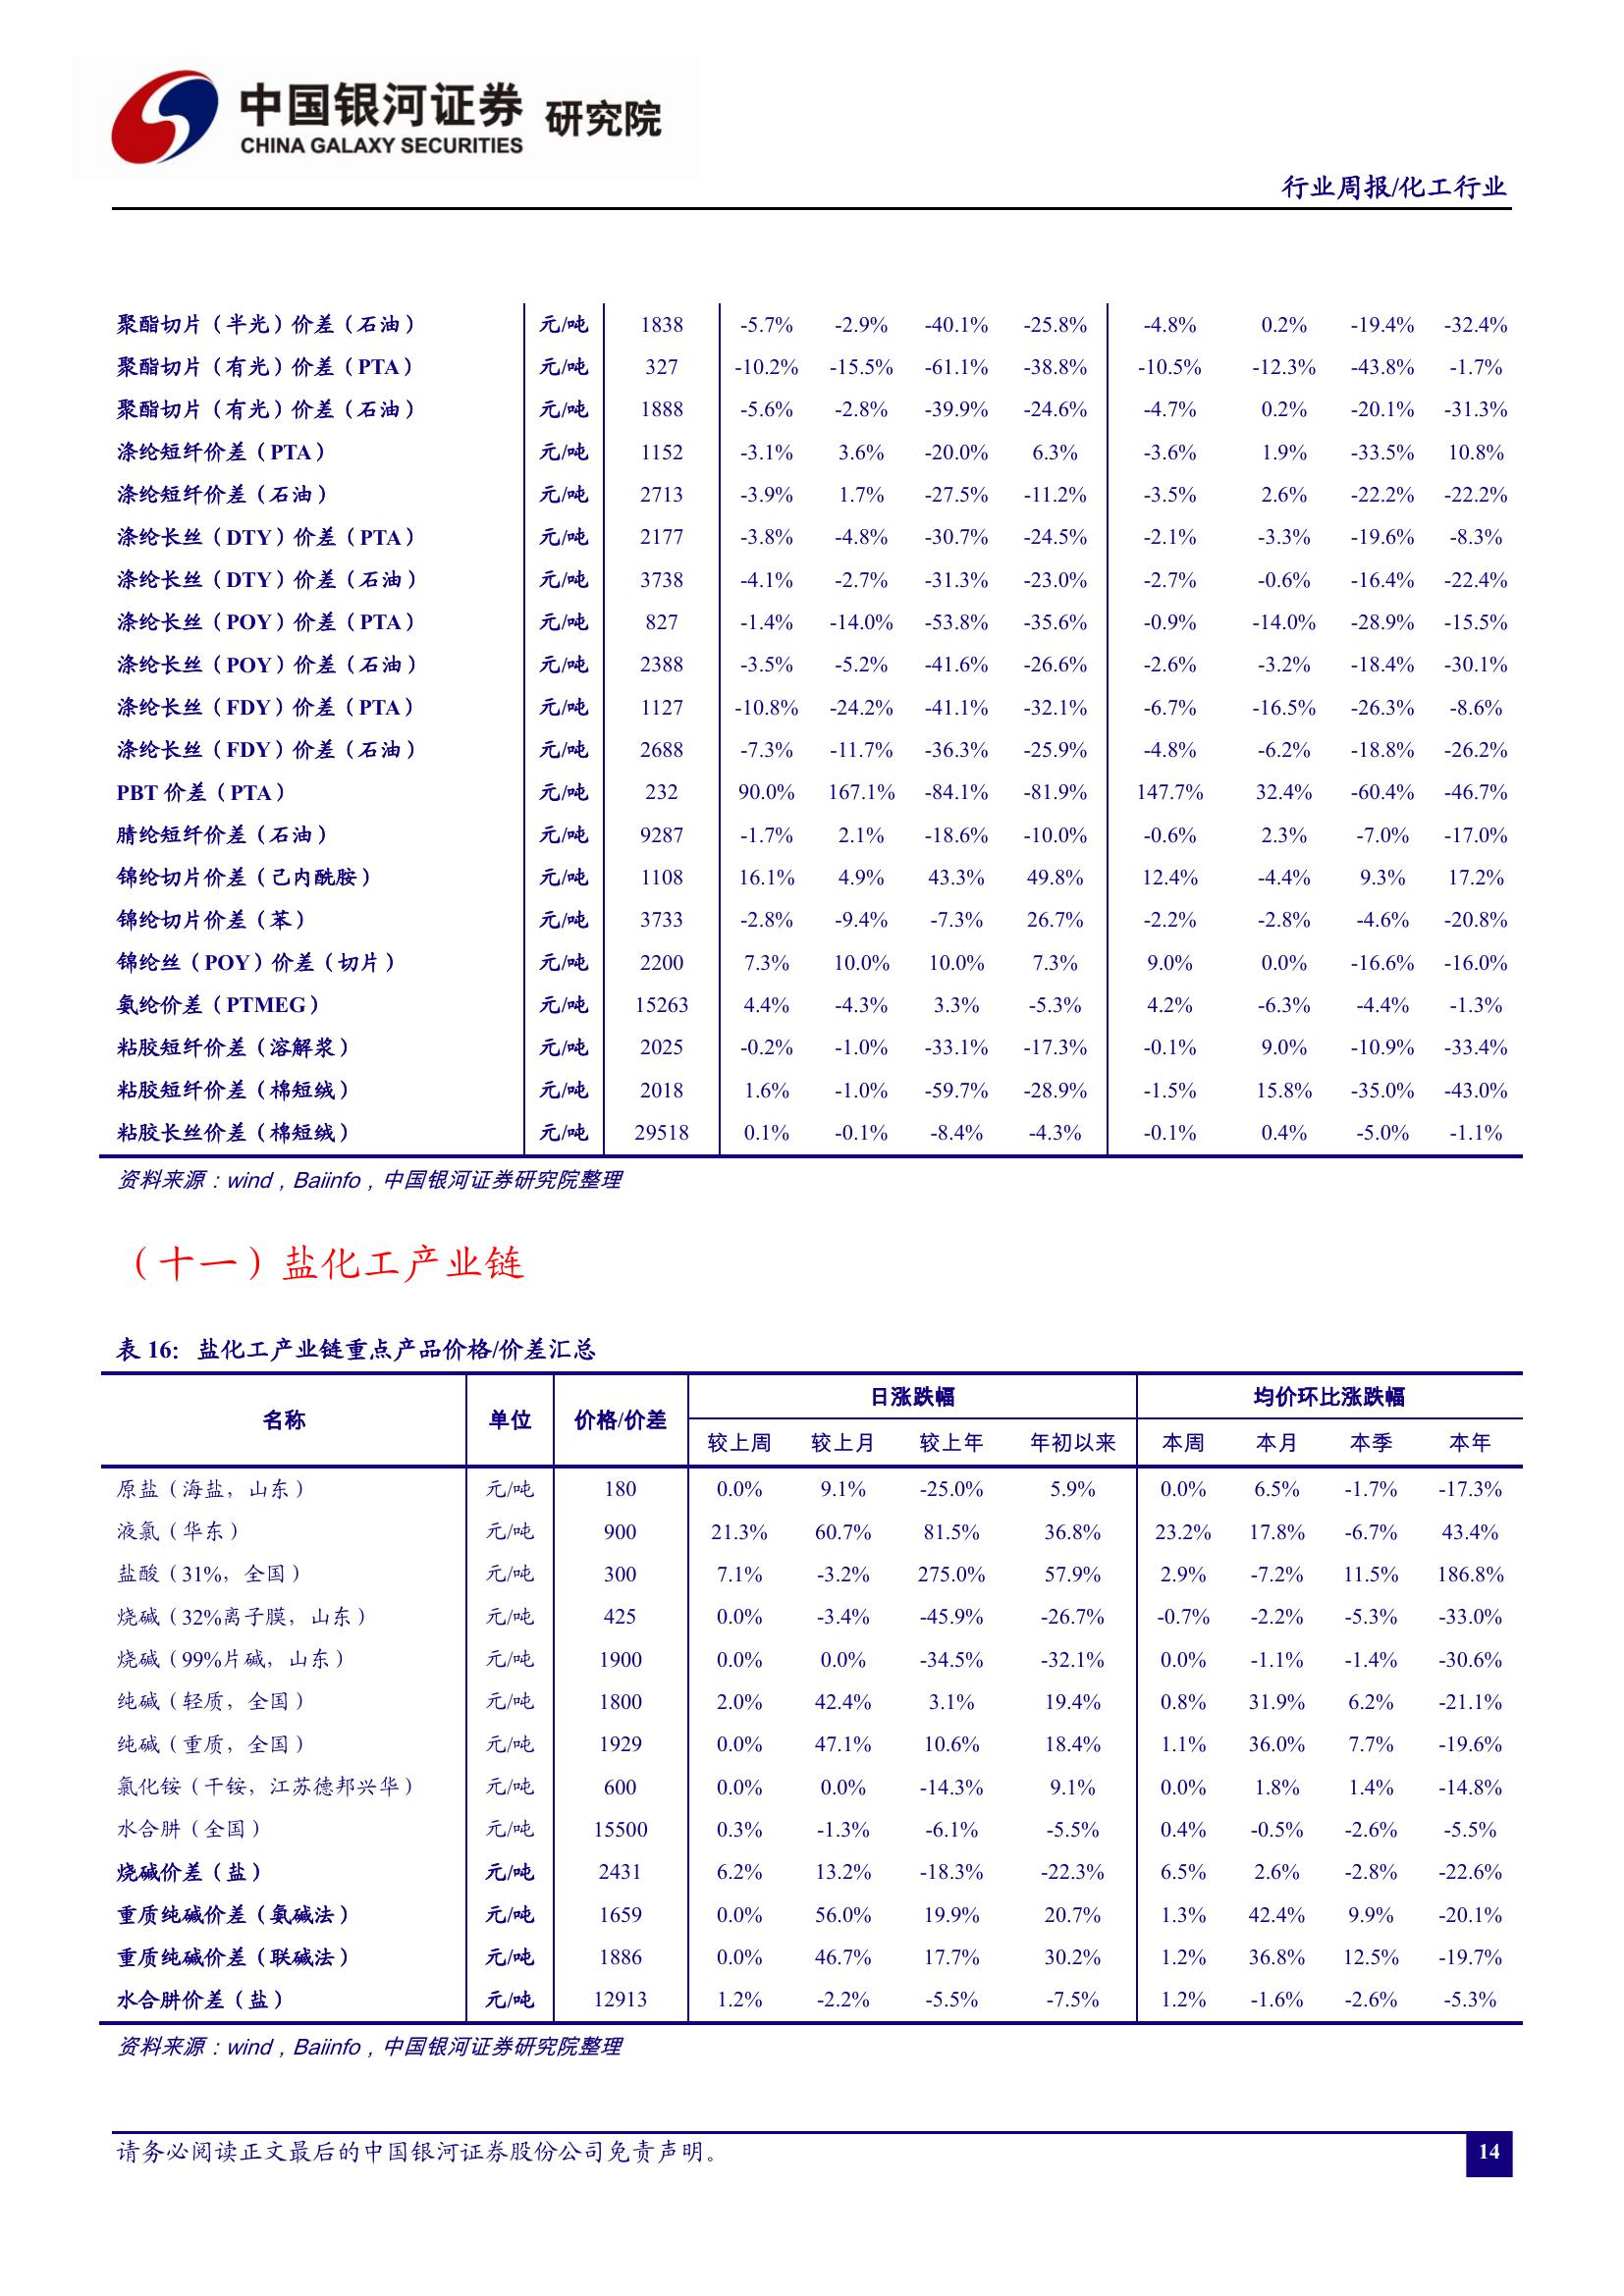 中国银河证券 研究院
CHINA GALAXY SECURITIES
行业周报/化工行业
聚酯切片（半光）价差（石油） 元/吨 1838 -5.7% -2.9% -40.1% -25.8% -4.8% 0.2% -19.4% -32.4%
聚酯切片（有光）价差（PTA） 元/吨 327 -10.2% -15.5% -61.1% -38.8% -10.5% -12.3% -43.8% -1.7%
聚酯切片（有光）价差（石油） 元/吨 1888 -5.6% -2.8% -39.9% -24.6% -4.7% 0.2% -20.1% -31.3%
涤纶短纤价差（PTA） 元/吨 1152 -3.1% 3.6% -20.0% 6.3% -3.6% 1.9% -33.5% 10.8%
涤纶短纤价差（石油） 元/吨 2713 -3.9% 1.7% -27.5% -11.2% -3.5% 2.6% -22.2% -22.2%
涤纶长丝（DTY）价差（PTA） 元/吨 2177 -3.8% -4.8% -30.7% -24.5% -2.1% -3.3% -19.6% -8.3%
涤纶长丝（DTY）价差（石油） 元/吨 3738 -4.1% -2.7% -31.3% -23.0% -2.7% -0.6% -16.4% -22.4%
涤纶长丝（POY）价差（PTA） 元/吨 827 -1.4% -14.0% -53.8% -35.6% -0.9% -14.0% -28.9% -15.5%
涤纶长丝（POY）价差（石油） 元/吨 2388 -3.5% -5.2% -41.6% -26.6% -2.6% -3.2% -18.4% -30.1%
涤纶长丝（FDY）价差（PTA） 元/吨 1127 -10.8% -24.2% -41.1% -32.1% -6.7% -16.5% -26.3% -8.6%
涤纶长丝（FDY）价差（石油） 元/吨 2688 -7.3% -11.7% -36.3% -25.9% -4.8% -6.2% -18.8% -26.2%
PBT 价差（PTA） 元/吨 232 90.0% 167.1% -84.1% -81.9% 147.7% 32.4% -60.4% -46.7%
腈纶短纤价差（石油） 元/吨 9287 -1.7% 2.1% -18.6% -10.0% -0.6% 2.3% -7.0% -17.0%
锦纶切片价差（己内酰胺） 元/吨 1108 16.1% 4.9% 43.3% 49.8% 12.4% -4.4% 9.3% 17.2%
锦纶切片价差（苯） 元/吨 3733 -2.8% -9.4% -7.3% 26.7% -2.2% -2.8% -4.6% -20.8%
锦纶丝（POY）价差（切片） 元/吨 2200 7.3% 10.0% 10.0% 7.3% 9.0% 0.0% -16.6% -16.0%
氨纶价差（PTMEG） 元/吨 15263 4.4% -4.3% 3.3% -5.3% 4.2% -6.3% -4.4% -1.3%
粘胶短纤价差（溶解浆） 元/吨 2025 -0.2% -1.0% -33.1% -17.3% -0.1% 9.0% -10.9% -33.4%
粘胶短纤价差（棉短绒） 元/吨 2018 1.6% -1.0% -59.7% -28.9% -1.5% 15.8% -35.0% -43.0%
粘胶长丝价差（棉短绒） 元/吨 29518 0.1% -0.1% -8.4% -4.3% -0.1% 0.4% -5.0% -1.1%
资料来源：wind，Baiinfo，中国银河证券研究院整理
（十一）盐化工产业链
表 16：盐化工产业链重点产品价格/价差汇总
名称 单位 价格/价差 日涨跌幅 均价环比涨跌幅
较上周 较上月 较上年 年初以来 本周 本月 本季 本年
原盐（海盐，山东） 元/吨 180 0.0% 9.1% -25.0% 5.9% 0.0% 6.5% -1.7% -17.3%
液氯（华东） 元/吨 900 21.3% 60.7% 81.5% 36.8% 23.2% 17.8% -6.7% 43.4%
盐酸（31%，全国） 元/吨 300 7.1% -3.2% 275.0% 57.9% 2.9% -7.2% 11.5% 186.8%
烧碱（32%离子膜，山东） 元/吨 425 0.0% -3.4% -45.9% -26.7% -0.7% -2.2% -5.3% -33.0%
烧碱（99%片碱，山东） 元/吨 1900 0.0% 0.0% -34.5% -32.1% 0.0% -1.1% -1.4% -30.6%
纯碱（轻质，全国） 元/吨 1800 2.0% 42.4% 3.1% 19.4% 0.8% 31.9% 6.2% -21.1%
纯碱（重质，全国） 元/吨 1929 0.0% 47.1% 10.6% 18.4% 1.1% 36.0% 7.7% -19.6%
氯化铵（干铵，江苏德邦兴华） 元/吨 600 0.0% 0.0% -14.3% 9.1% 0.0% 1.8% 1.4% -14.8%
水合肼（全国） 元/吨 15500 0.3% -1.3% -6.1% -5.5% 0.4% -0.5% -2.6% -5.5%
烧碱价差（盐） 元/吨 2431 6.2% 13.2% -18.3% -22.3% 6.5% 2.6% -2.8% -22.6%
重质纯碱价差（氨碱法） 元/吨 1659 0.0% 56.0% 19.9% 20.7% 1.3% 42.4% 9.9% -20.1%
重质纯碱价差（联碱法） 元/吨 1886 0.0% 46.7% 17.7% 30.2% 1.2% 36.8% 12.5% -19.7%
水合肼价差（盐） 元/吨 12913 1.2% -2.2% -5.5% -7.5% 1.2% -1.6% -2.6% -5.3%
资料来源：wind，Baiinfo，中国银河证券研究院整理
请务必阅读正文最后的中国银河证券股份公司免责声明。
14